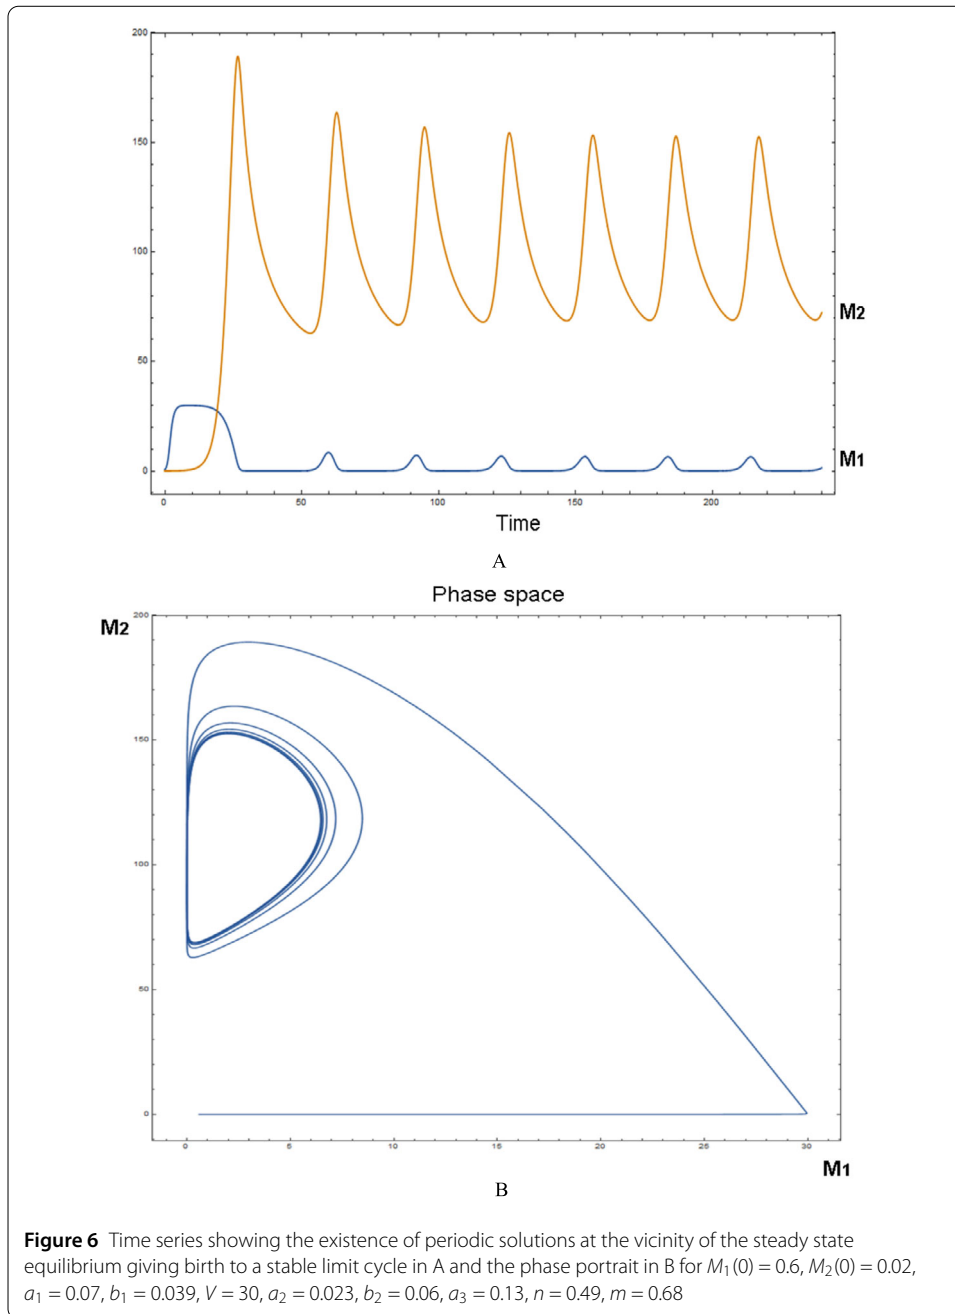 200
150
100
50
0
0
50
100
150
200
M2
M1
Time
A
Phase space
M2
200
150
100
50
0
0
5
10
15
20
25
30
M1
B
Figure 6 Time series showing the existence of periodic solutions at the vicinity of the steady state
equilibrium giving birth to a stable limit cycle in A and the phase portrait in B for M₁(0) = 0.6, M₂(0) = 0.02,
a₁ = 0.07, b₁ = 0.039, V = 30, a₂ = 0.023, b₂ = 0.06, a₃ = 0.13, n = 0.49, m = 0.68